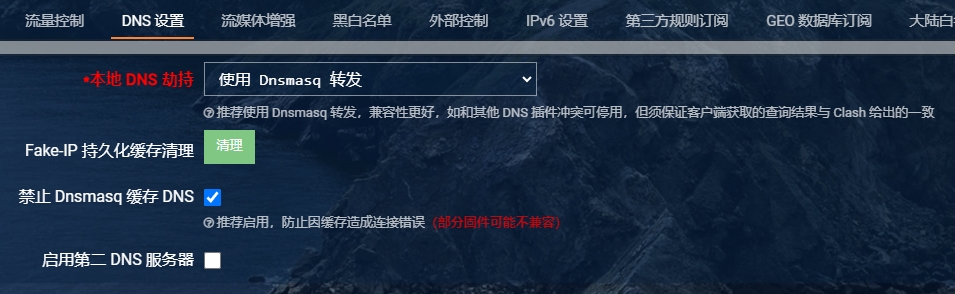 流量控制 DNS 设置 流媒体增强 黑白名单 外部控制 IPv6 设置 第三方规则订阅 GEO 数据库订阅 大陆白
*本地 DNS 劫持 使用 Dnsmasq 转发
推荐使用 Dnsmasq 转发，兼容性更好，如和其他 DNS 插件冲突可停用，但须保证客户端获取的查询结果与 Clash 给出的一致
Fake-IP 持久化缓存清理 清理
禁止 Dnsmasq 缓存 DNS
推荐启用，防止因缓存造成连接错误（部分固件可能不兼容）
启用第二 DNS 服务器